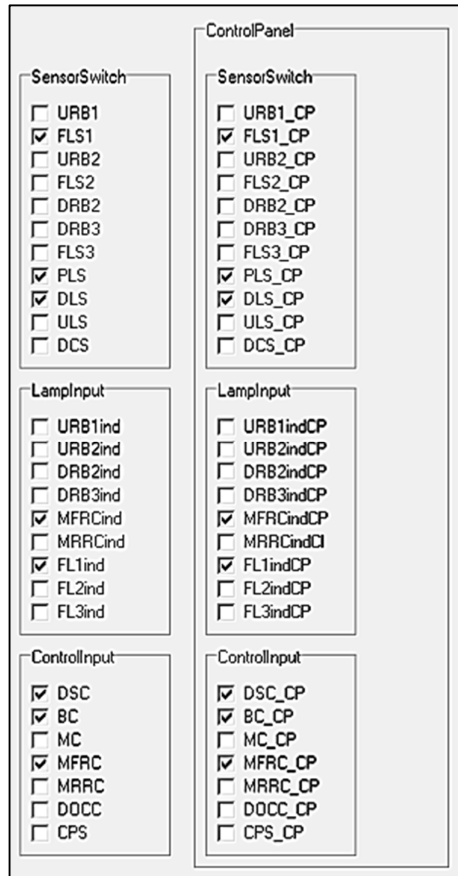 ControlPanel
SensorSwitch
URB1
FLS1
URB2
FLS2
DRB2
DRB3
FLS3
PLS
DLS
ULS
DCS
SensorSwitch
URB1_CP
FLS1_CP
URB2_CP
FLS2_CP
DRB2_CP
DRB3_CP
FLS3_CP
PLS_CP
DLS_CP
ULS_CP
DCS_CP
LampInput
URB1ind
URB2ind
DRB2ind
DRB3ind
MFRCind
MRRCind
FL1ind
FL2ind
FL3ind
LampInput
URB1indCP
URB2indCP
DRB2indCP
DRB3indCP
MFRCindCP
MRRCindCl
FL1indCP
FL2indCP
FL3indCP
ControlInput
DSC
BC
MC
MFRC
MRRC
DOCC
CPS
ControlInput
DSC_CP
BC_CP
MC_CP
MFRC_CP
MRRC_CP
DOCC_CP
CPS_CP